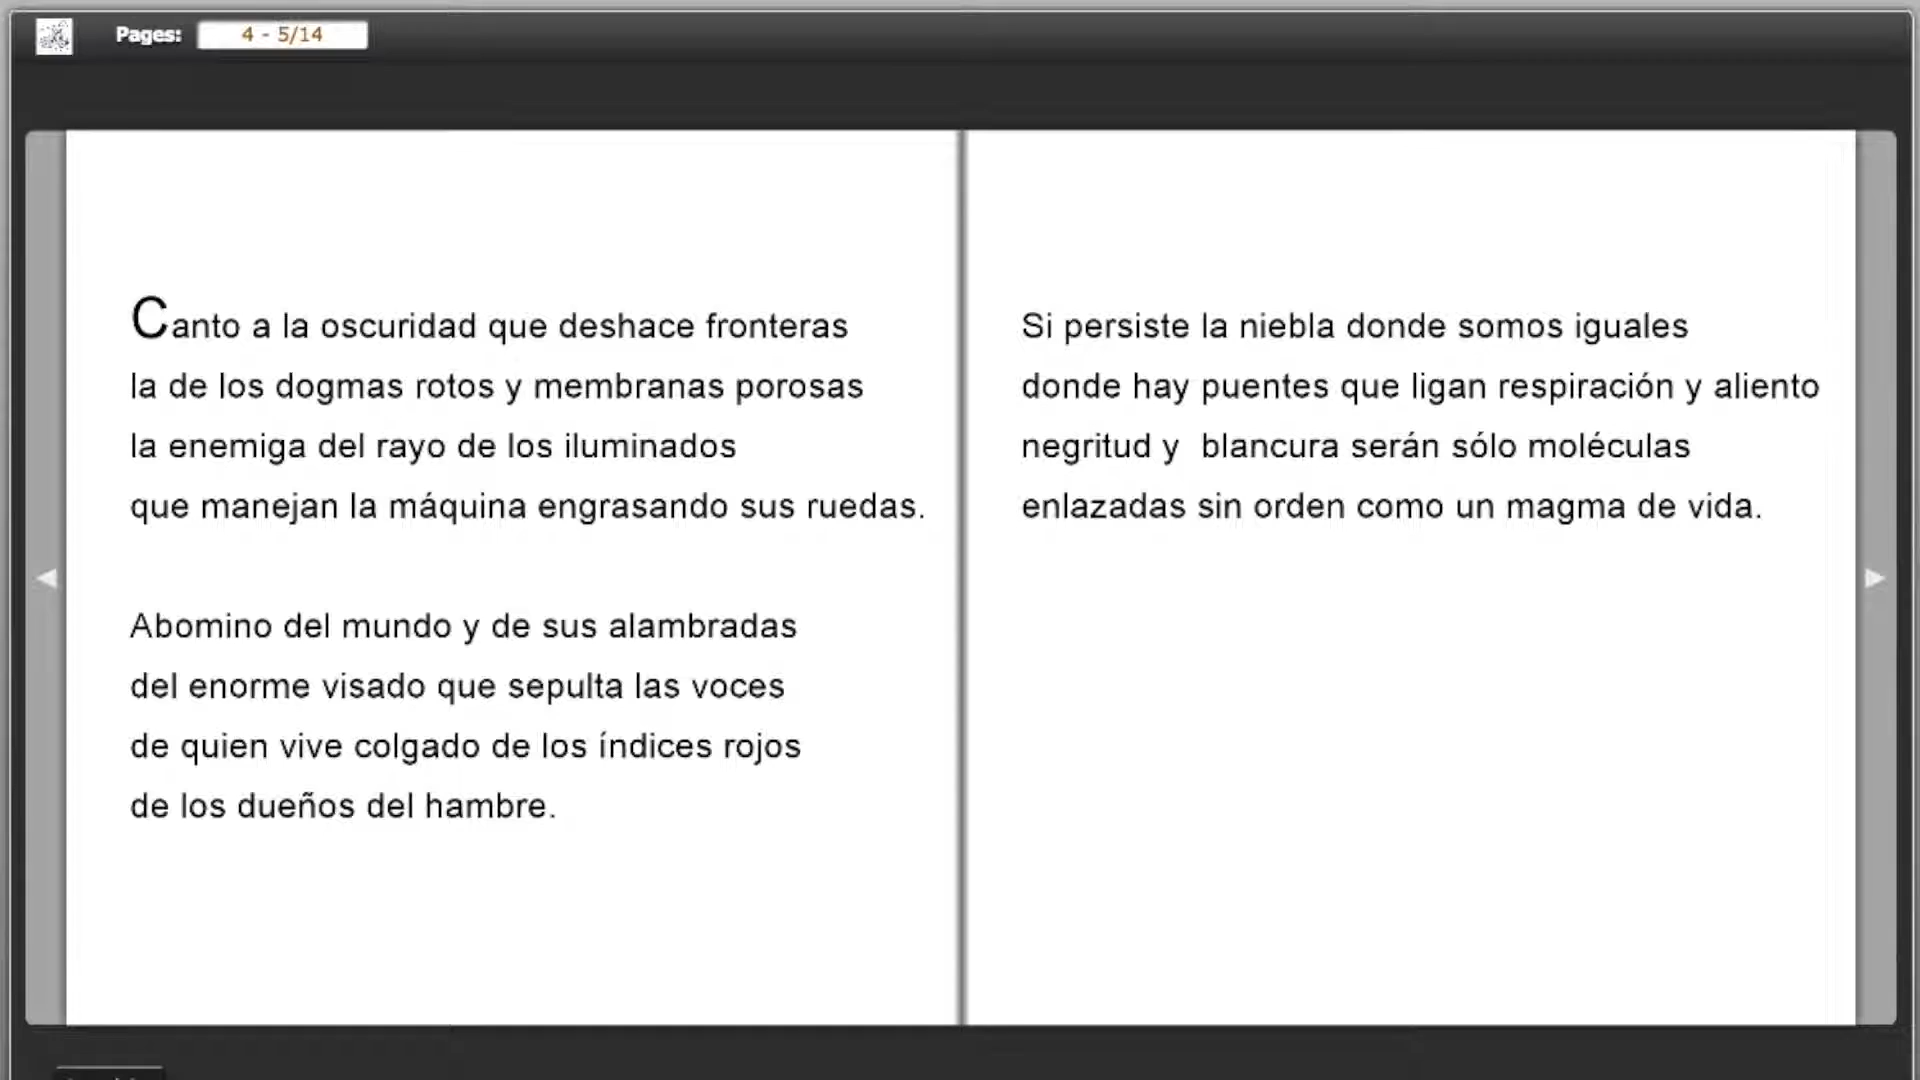 Pages:
4 - 5/14
Canto a la oscuridad que deshace fronteras
la de los dogmas rotos y membranas porosas
la enemiga del rayo de los iluminados
que manejan la máquina engrasando sus ruedas.
Abomino del mundo y de sus alambradas
del enorme visado que sepulta las voces
de quien vive colgado de los índices rojos
de los dueños del hambre.
Si persiste la niebla donde somos iguales
donde hay puentes que ligan respiración y aliento
negritud y  blancura serán sólo moléculas
enlazadas sin orden como un magma de vida.